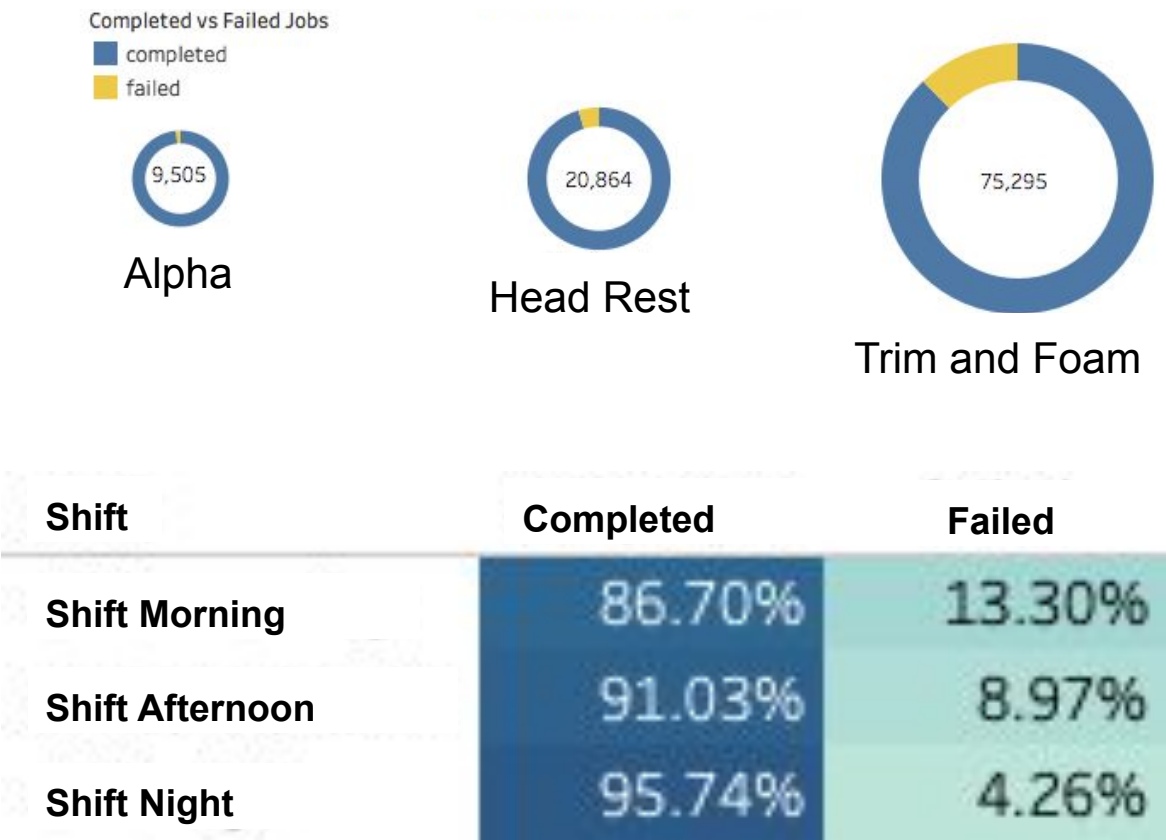 Completed vs Failed Jobs
completed
failed
9,505
20,864
75,295
Alpha
Head Rest
Trim and Foam
Shift Completed Failed
Shift Morning 86.70% 13.30%
Shift Afternoon 91.03% 8.97%
Shift Night 95.74% 4.26%